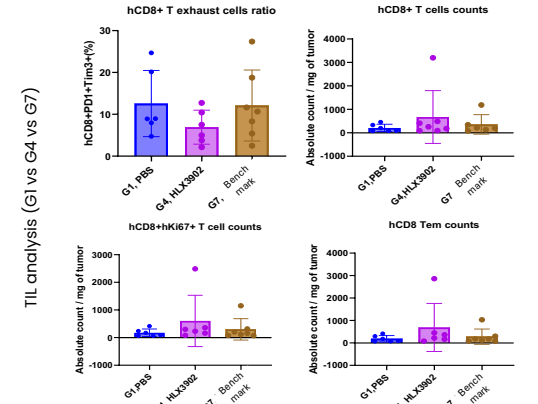 TIL analysis (G1 vs G4 vs G7)
hCD8+ T exhaust cells ratio
hCD8+PD1+Tim3+(%)
30
20
10
0
G1, PBS
G4, HLX3902
G7, Bench
mark
hCD8+ T cells counts
Absolute count / mg of tumor
4000
3000
2000
1000
0
-1000
G1,PBS
G4,HLX3902
G7 Bench
mark
hCD8+hKi67+ T cell counts
Absolute count / mg of tumor
3000
2000
1000
0
-1000
G1,PBS
HLX3902
Bench
mark
hCD8 Tem counts
Absolute count / mg of tumor
4000
3000
2000
1000
0
-1000
G1,PBS
HLX3902
Bench
mark